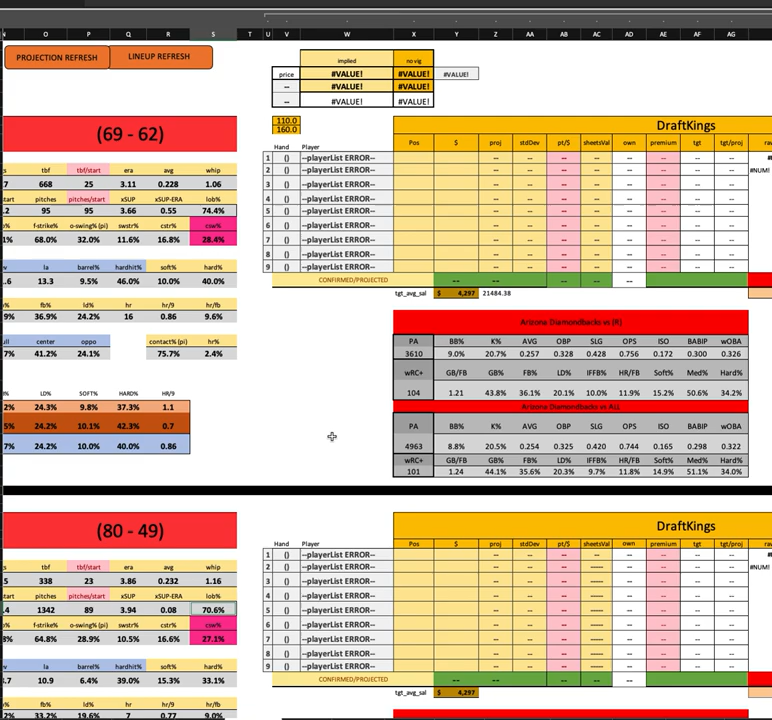 N O P Q R S T U V W X Y Z AA AB AC AD AE AF AG
PROJECTION REFRESH LINEUP REFRESH
implied no vig
price #VALUE! #VALUE! #VALUE!
-- #VALUE! #VALUE!
-- #VALUE! #VALUE!
110.0
160.0
(69 - 62) DraftKings
Hand Player Pos $ proj stdDev pt/$ sheetsVal own premium tgt tgt/proj
tbf tbf/start era avg whip
668 25 3.11 0.228 1.06
pitches pitches/start xSUP xSUP-ERA lob%
95 95 3.66 0.55 74.4%
f-strike% o-swing% (pi) swstr% cstr% csw%
68.0% 32.0% 11.6% 16.8% 28.4%
la barrel% hardhit% soft% hard%
13.3 9.5% 46.0% 10.0% 40.0%
fb% ld% hr hr/9 hr/fb
36.9% 24.2% 16 0.86 9.6%
center oppo contact% (pi) hr%
41.2% 24.1% 75.7% 2.4%
LD% SOFT% HARD% HR/9
24.3% 9.8% 37.3% 1.1
24.2% 10.1% 42.3% 0.7
24.2% 10.0% 40.0% 0.86
1 () --playerList ERROR-- -- -- -- -- -- -- -- --
2 () --playerList ERROR-- -- -- -- -- -- -- -- -- #NUM!
3 () --playerList ERROR-- -- -- -- -- -- -- -- --
4 () --playerList ERROR-- -- -- -- -- -- -- -- --
5 () --playerList ERROR-- -- -- -- -- -- -- -- --
6 () --playerList ERROR-- -- -- -- -- -- -- -- --
7 () --playerList ERROR-- -- -- -- -- -- -- -- --
8 () --playerList ERROR-- -- -- -- -- -- -- -- --
9 () --playerList ERROR-- -- -- -- -- -- -- -- --
CONFIRMED/PROJECTED -- -- -- -- --
tgt_avg_sal $ 4,297 21484.38
Arizona Diamondbacks vs (R)
PA BB% K% AVG OBP SLG OPS ISO BABIP wOBA
3610 9.0% 20.7% 0.257 0.328 0.428 0.756 0.172 0.300 0.326
wRC+ GB/FB GB% FB% LD% IFFB% HR/FB Soft% Med% Hard%
104 1.21 43.8% 36.1% 20.1% 10.0% 11.9% 15.2% 50.6% 34.2%
Arizona Diamondbacks vs ALL
PA BB% K% AVG OBP SLG OPS ISO BABIP wOBA
4963 8.8% 20.5% 0.254 0.325 0.420 0.744 0.165 0.298 0.322
wRC+ GB/FB GB% FB% LD% IFFB% HR/FB Soft% Med% Hard%
101 1.24 44.1% 35.6% 20.3% 9.7% 11.8% 14.9% 51.1% 34.0%
(80 - 49) DraftKings
Hand Player Pos $ proj stdDev pt/$ sheetsVal own premium tgt tgt/proj
tbf tbf/start era avg whip
338 23 3.86 0.232 1.16
pitches pitches/start xSUP xSUP-ERA lob%
1342 89 3.94 0.08 70.6%
f-strike% o-swing% (pi) swstr% cstr% csw%
64.8% 28.9% 10.5% 16.6% 27.1%
la barrel% hardhit% soft% hard%
10.9 6.4% 39.0% 15.3% 33.1%
fb% ld% hr hr/9 hr/fb
33.2% 19.6% 7 0.77 9.0%
1 () --playerList ERROR-- -- -- -- ----- -- -- -- --
2 () --playerList ERROR-- -- -- -- ----- -- -- -- -- #NUM!
3 () --playerList ERROR-- -- -- -- ----- -- -- -- --
4 () --playerList ERROR-- -- -- -- ----- -- -- -- --
5 () --playerList ERROR-- -- -- -- ----- -- -- -- --
6 () --playerList ERROR-- -- -- -- ----- -- -- -- --
7 () --playerList ERROR-- -- -- -- ----- -- -- -- --
8 () --playerList ERROR-- -- -- -- ----- -- -- -- --
9 () --playerList ERROR-- -- -- -- ----- -- -- -- --
CONFIRMED/PROJECTED -- -- -- -- --
tgt_avg_sal $ 4,297